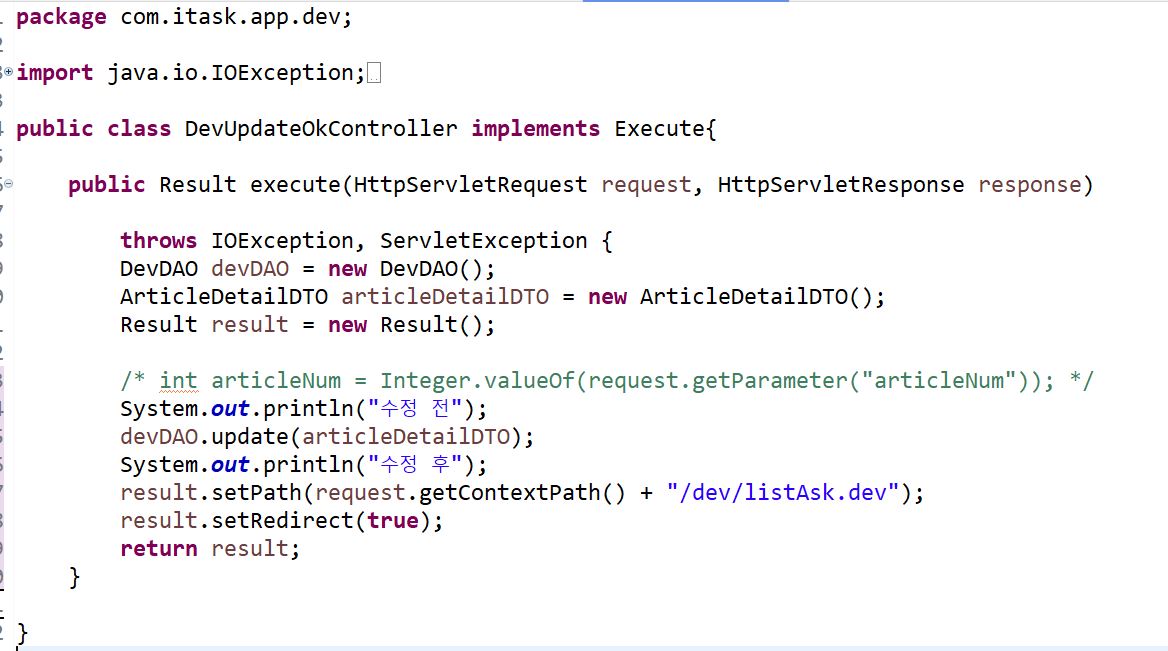 package com.itask.app.dev;
import java.io.IOException;
public class DevUpdateOkController implements Execute{
public Result execute(HttpServletRequest request, HttpServletResponse response)
throws IOException, ServletException {
DevDAO devDAO = new DevDAO();
ArticleDetailDTO articleDetailDTO = new ArticleDetailDTO();
Result result = new Result();
/* int articleNum = Integer.valueOf(request.getParameter("articleNum")); */
System.out.println("수정 전");
devDAO.update(articleDetailDTO);
System.out.println("수정 후");
result.setPath(request.getContextPath() + "/dev/listAsk.dev");
result.setRedirect(true);
return result;
}
}